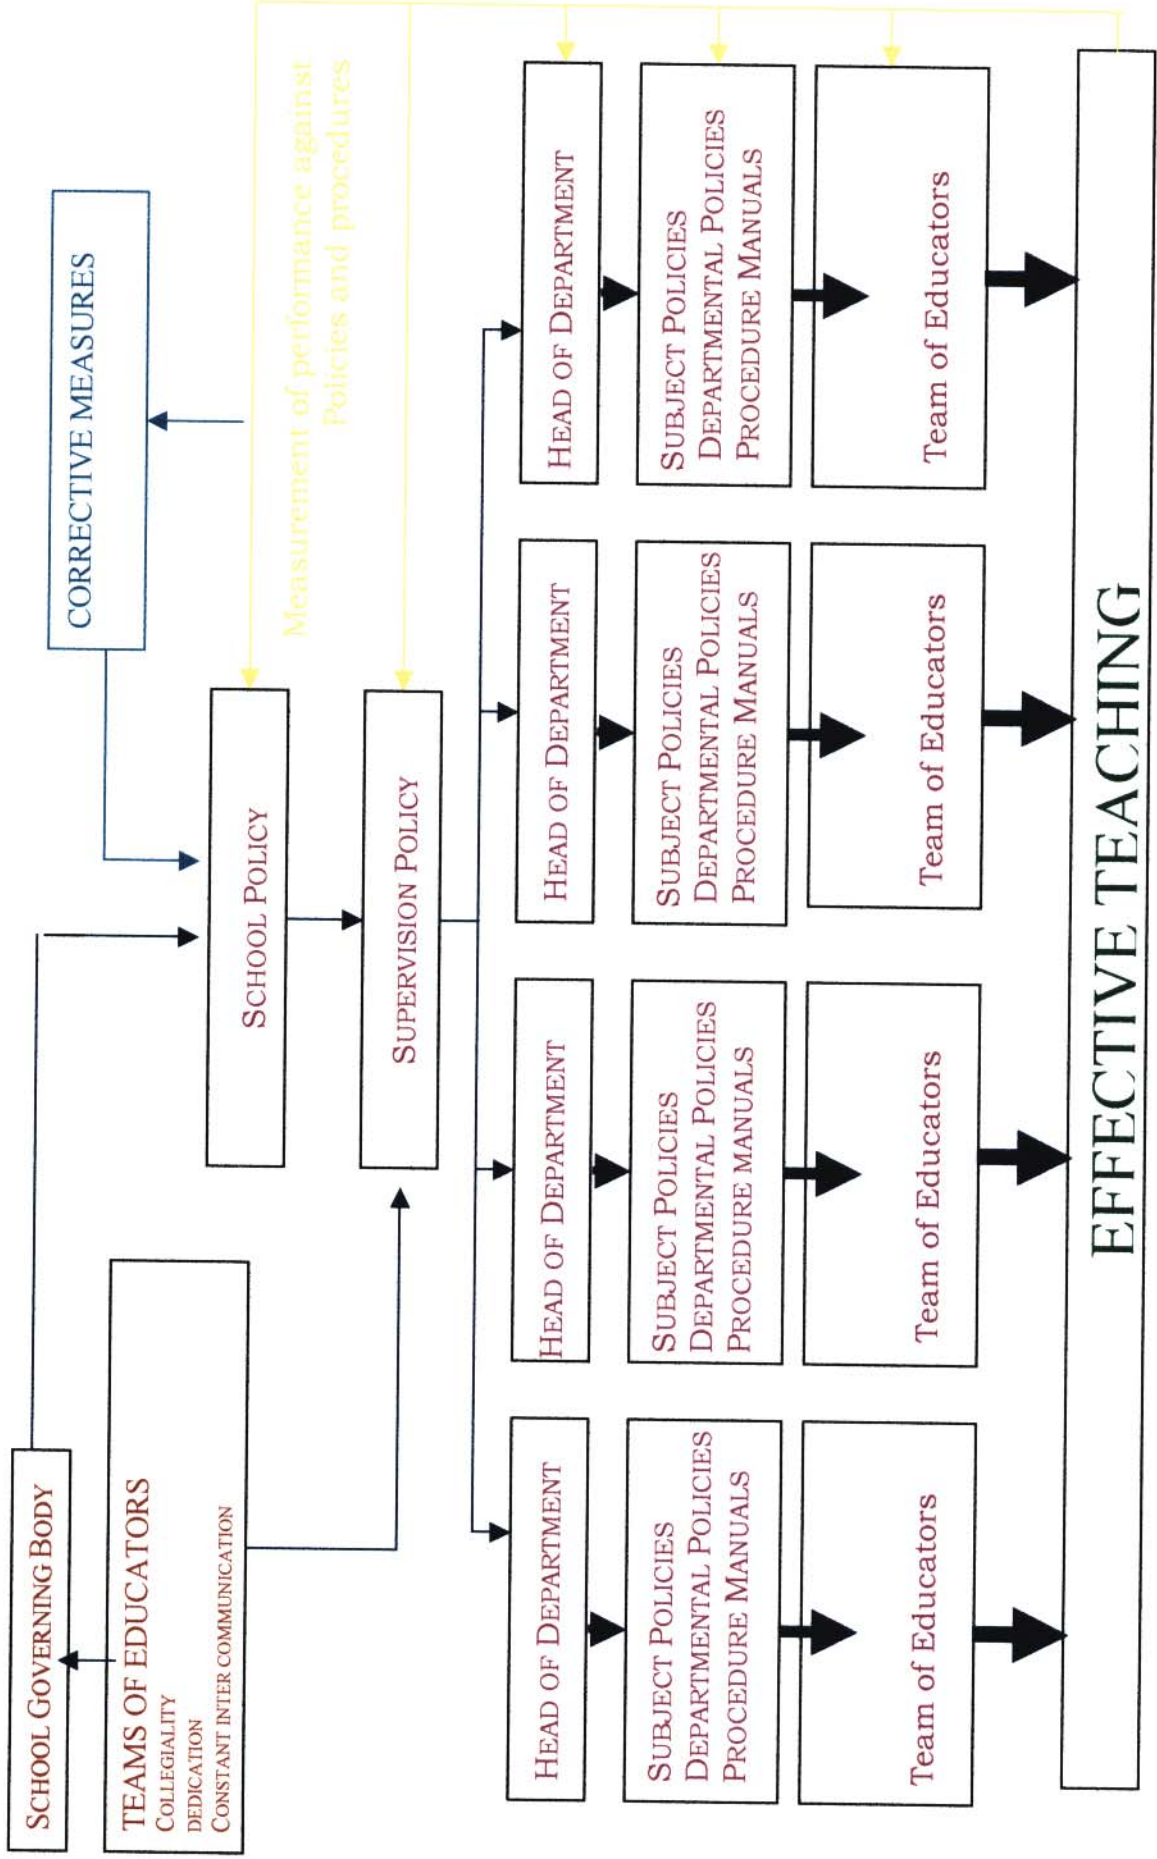 SCHOOL GOVERNING BODY
TEAMS OF EDUCATORS
COLLEGIALITY
DEDICATION
CONSTANT INTER COMMUNICATION
CORRECTIVE MEASURES
SCHOOL POLICY
Measurement of performance against
Policies and procedures
SUPERVISION POLICY
HEAD OF DEPARTMENT
HEAD OF DEPARTMENT
HEAD OF DEPARTMENT
HEAD OF DEPARTMENT
SUBJECT POLICIES
DEPARTMENTAL POLICIES
PROCEDURE MANUALS
SUBJECT POLICIES
DEPARTMENTAL POLICIES
PROCEDURE MANUALS
SUBJECT POLICIES
DEPARTMENTAL POLICIES
PROCEDURE MANUALS
SUBJECT POLICIES
DEPARTMENTAL POLICIES
PROCEDURE MANUALS
Team of Educators
Team of Educators
Team of Educators
Team of Educators
EFFECTIVE TEACHING